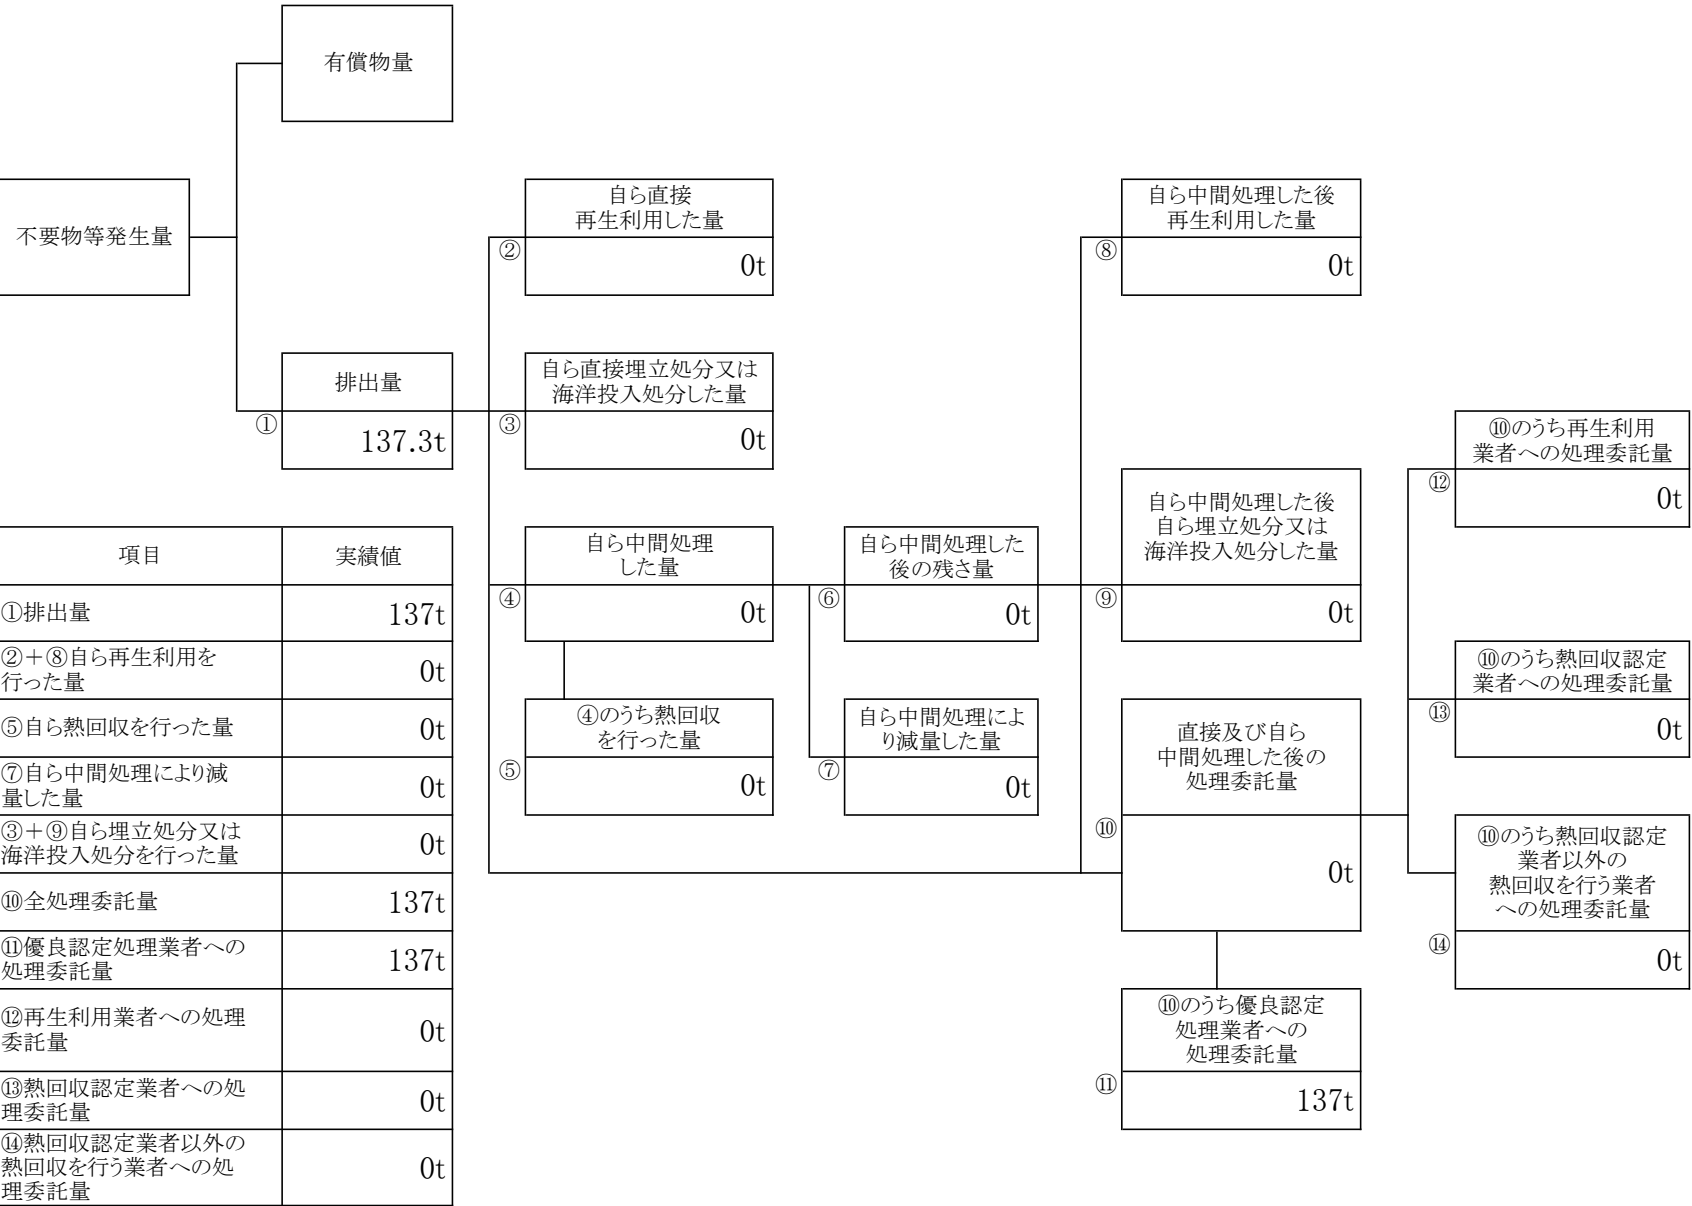 有償物量
不要物等発生量
自ら直接
再生利用した量
②
0t
自ら中間処理した後
再生利用した量
⑧
0t
排出量
①
137.3t
自ら直接埋立処分又は
海洋投入処分した量
③
0t
⑩のうち再生利用
業者への処理委託量
⑫
0t
自ら中間処理した後
自ら埋立処分又は
海洋投入処分した量
⑨
0t
自ら中間処理
した量
④
0t
自ら中間処理した
後の残さ量
⑥
0t
④のうち熱回収
を行った量
⑤
0t
自ら中間処理によ
り減量した量
⑦
0t
直接及び自ら
中間処理した後の
処理委託量
⑩
0t
⑩のうち熱回収認定
業者への処理委託量
⑬
0t
⑩のうち熱回収認定
業者以外の
熱回収を行う業者
への処理委託量
⑭
0t
⑩のうち優良認定
処理業者への
処理委託量
⑪
137t
項目 実績値
①排出量 137t
②+⑧自ら再生利用を
行った量 0t
⑤自ら熱回収を行った量 0t
⑦自ら中間処理により減
量した量 0t
③+⑨自ら埋立処分又は
海洋投入処分を行った量 0t
⑩全処理委託量 137t
⑪優良認定処理業者への
処理委託量 137t
⑫再生利用業者への処理
委託量 0t
⑬熱回収認定業者への処
理委託量 0t
⑭熱回収認定業者以外の
熱回収を行う業者への処
理委託量 0t